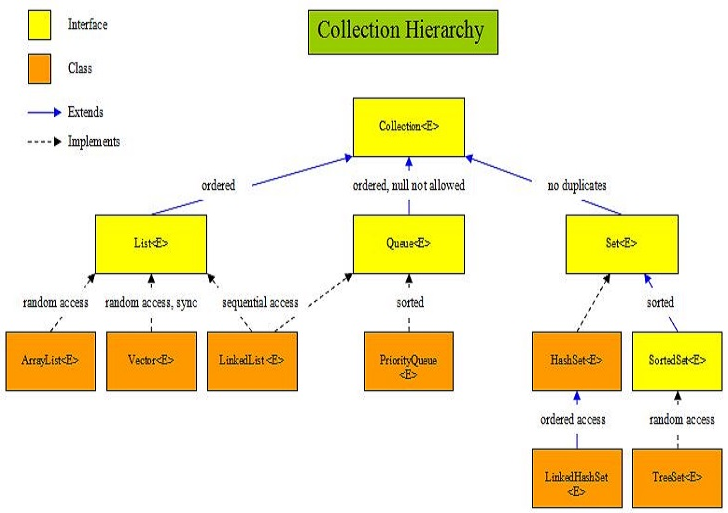 Interface
Collection Hierarchy
Class
Extends
Implements
Collection<E>
ordered
ordered, null not allowed
no duplicates
List<E>
Queue<E>
Set<E>
random access
random access, sync
sequential access
sorted
sorted
ArrayList<E>
Vector<E>
LinkedList<E>
PriorityQueue
<E>
HashSet<E>
SortedSet<E>
ordered access
random access
LinkedHashSet
<E>
TreeSet<E>